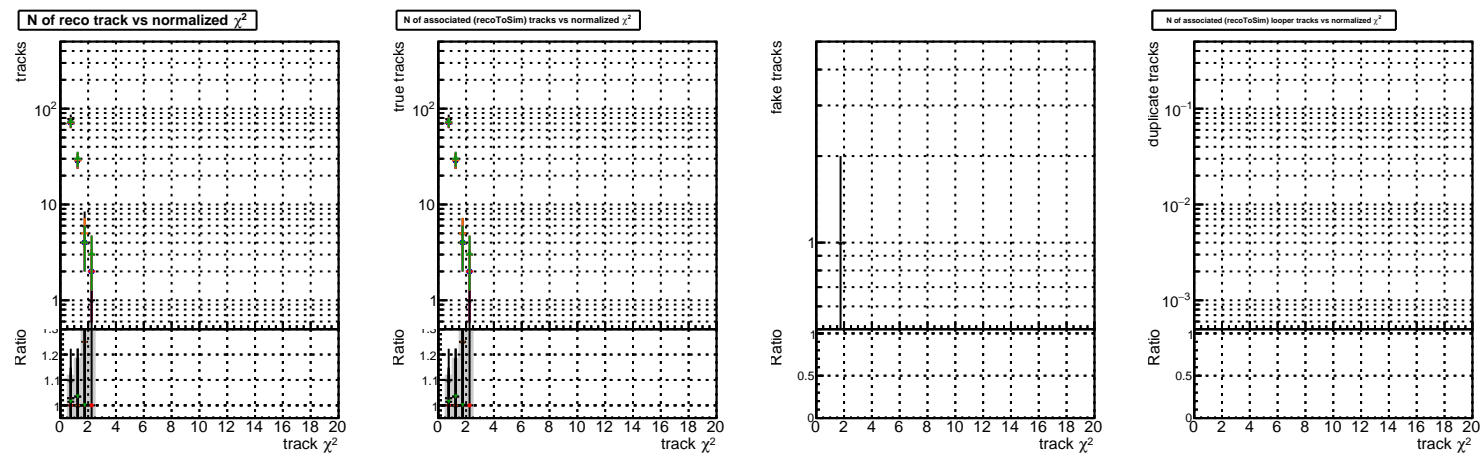 N of reco track vs normalized χ²
tracks
10²
10
1
Ratio
1.3
1.2
1.1
1
0 2 4 6 8 10 12 14 16 18 20
track χ²
N of associated (recoToSim) tracks vs normalized χ²
true tracks
10²
10
1
Ratio
1.3
1.2
1.1
1
0 2 4 6 8 10 12 14 16 18 20
track χ²
fake tracks
1
Ratio
1
0.5
0
0 2 4 6 8 10 12 14 16 18 20
track χ²
N of associated (recoToSim) looper tracks vs normalized χ²
duplicate tracks
10⁻¹
10⁻²
10⁻³
Ratio
1
0.5
0
0 2 4 6 8 10 12 14 16 18 20
track χ²